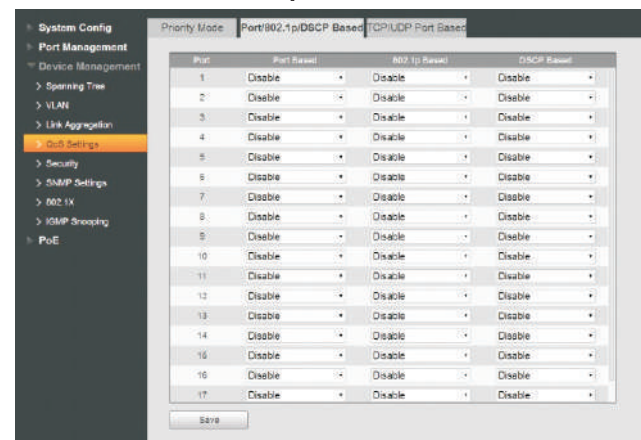 System Config
Port Management
Device Management
> Spanning Tree
> VLAN
> Link Aggregation
> QoS Settings
> Security
> SNMP Settings
> 802.1X
> IGMP Snooping
PoE
Priority Mode Port/802.1p/DSCP Based TCP/UDP Port Based
Port Port Based 802.1p Based DSCP Based
1 Disable Disable Disable
2 Disable Disable Disable
3 Disable Disable Disable
4 Disable Disable Disable
5 Disable Disable Disable
6 Disable Disable Disable
7 Disable Disable Disable
8 Disable Disable Disable
9 Disable Disable Disable
10 Disable Disable Disable
11 Disable Disable Disable
12 Disable Disable Disable
13 Disable Disable Disable
14 Disable Disable Disable
15 Disable Disable Disable
16 Disable Disable Disable
17 Disable Disable Disable
Save